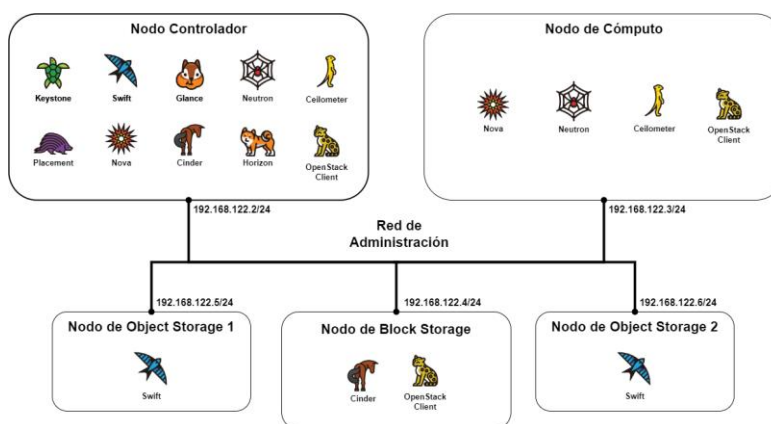 Nodo Controlador
Keystone
Swift
Glance
Neutron
Ceilometer
Placement
Nova
Cinder
Horizon
OpenStack
Client
192.168.122.2/24
Nodo de Cómputo
Nova
Neutron
Ceilometer
OpenStack
Client
192.168.122.3/24
Red de
Administración
192.168.122.5/24
192.168.122.4/24
192.168.122.6/24
Nodo de Object Storage 1
Swift
Nodo de Block Storage
Cinder
OpenStack
Client
Nodo de Object Storage 2
Swift